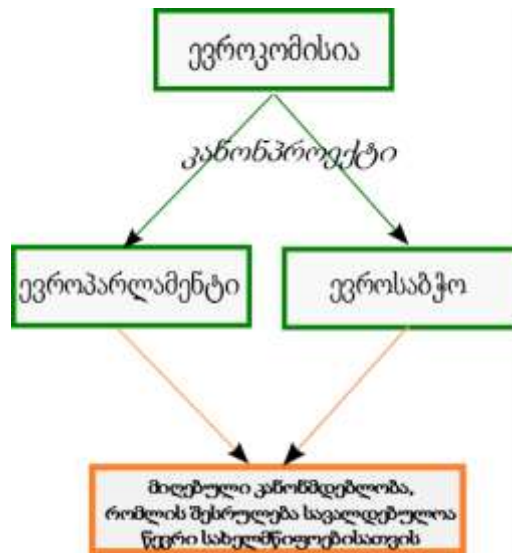 ევროკომისია
კანონპროექტი
ევროპარლამენტი
ევროსაბჭო
მიღებული კანონმდებლობა,
რომლის შესრულება სავალდებულოა
წევრი სახელმწიფოებისათვის